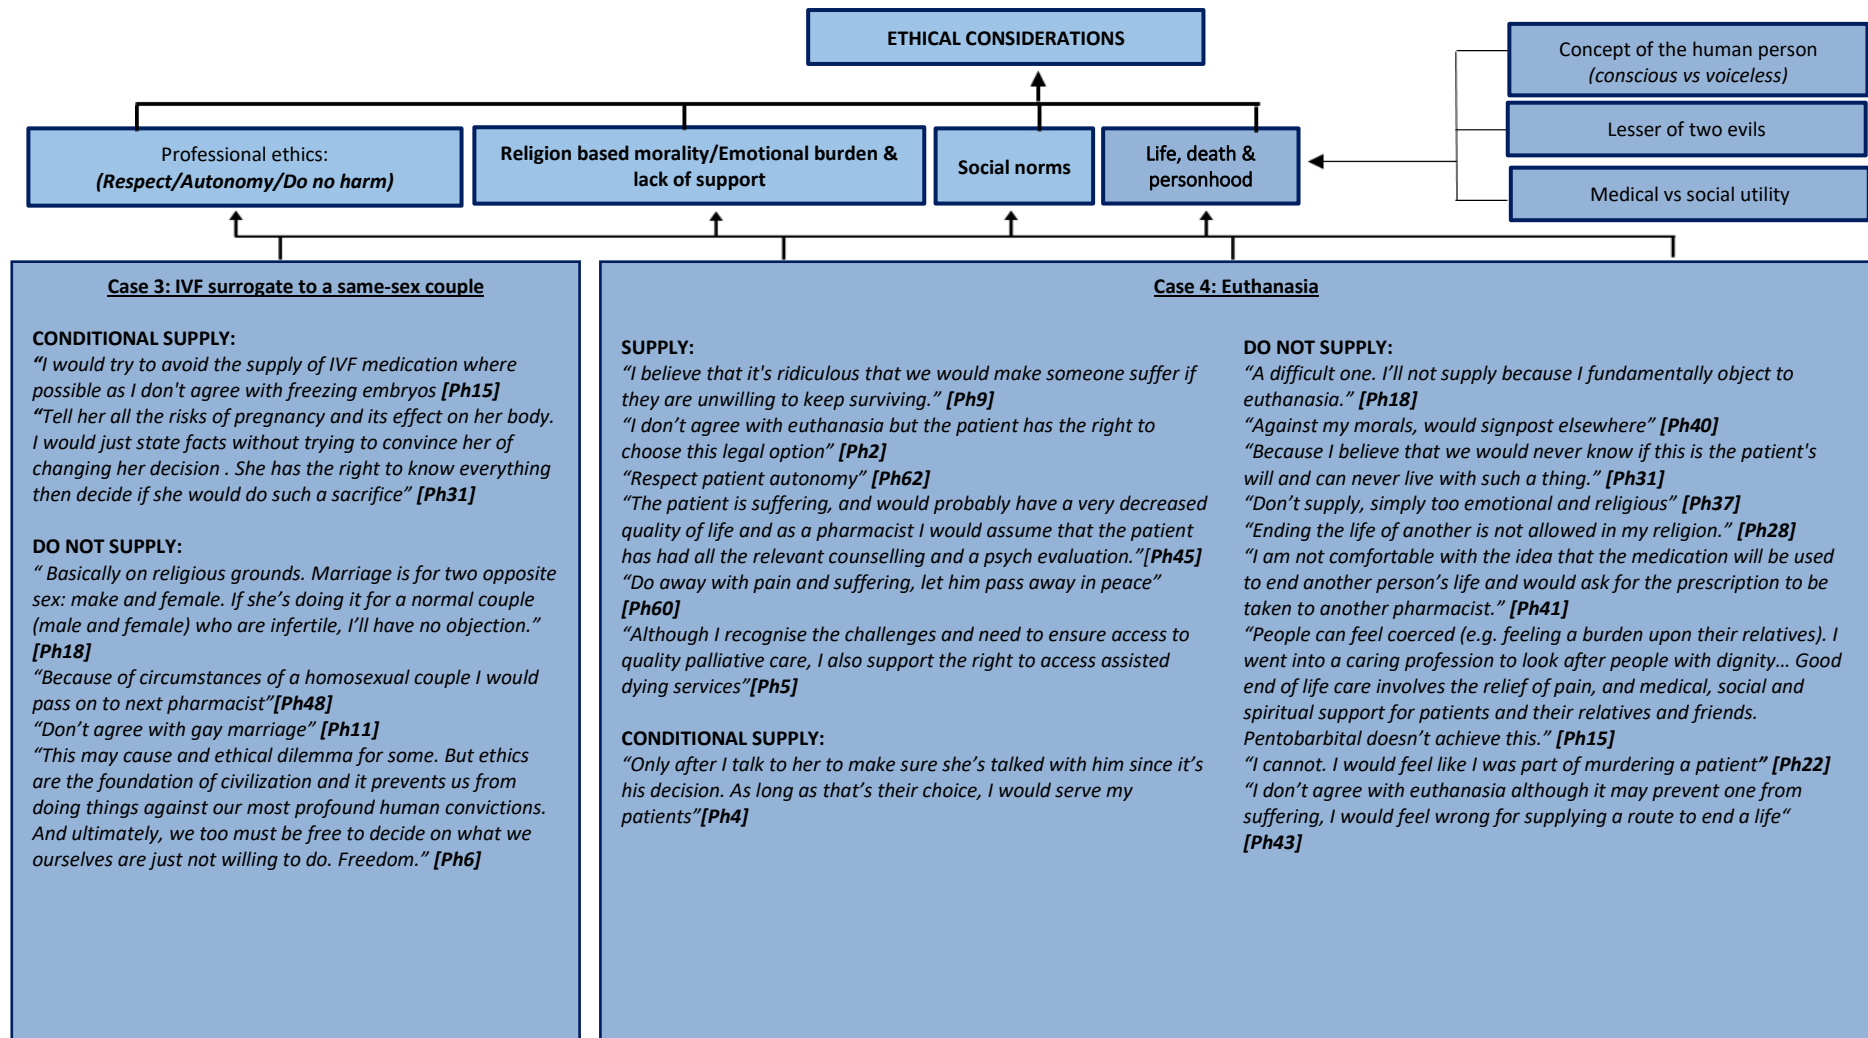 ETHICAL CONSIDERATIONS
Concept of the human person
(conscious vs voiceless)
Lesser of two evils
Medical vs social utility
Professional ethics:
(Respect/Autonomy/Do no harm)
Religion based morality/Emotional burden &
lack of support
Social norms
Life, death &
personhood
Case 3: IVF surrogate to a same-sex couple
CONDITIONAL SUPPLY:
“I would try to avoid the supply of IVF medication where
possible as I don't agree with freezing embryos [Ph15]
“Tell her all the risks of pregnancy and its effect on her body.
I would just state facts without trying to convince her of
changing her decision . She has the right to know everything
then decide if she would do such a sacrifice” [Ph31]
DO NOT SUPPLY:
“ Basically on religious grounds. Marriage is for two opposite
sex: make and female. If she’s doing it for a normal couple
(male and female) who are infertile, I’ll have no objection.”
[Ph18]
“Because of circumstances of a homosexual couple I would
pass on to next pharmacist”[Ph48]
“Don’t agree with gay marriage” [Ph11]
“This may cause and ethical dilemma for some. But ethics
are the foundation of civilization and it prevents us from
doing things against our most profound human convictions.
And ultimately, we too must be free to decide on what we
ourselves are just not willing to do. Freedom.” [Ph6]
Case 4: Euthanasia
SUPPLY:
“I believe that it's ridiculous that we would make someone suffer if
they are unwilling to keep surviving.” [Ph9]
“I don’t agree with euthanasia but the patient has the right to
choose this legal option” [Ph2]
“Respect patient autonomy” [Ph62]
“The patient is suffering, and would probably have a very decreased
quality of life and as a pharmacist I would assume that the patient
has had all the relevant counselling and a psych evaluation.”[Ph45]
“Do away with pain and suffering, let him pass away in peace”
[Ph60]
“Although I recognise the challenges and need to ensure access to
quality palliative care, I also support the right to access assisted
dying services”[Ph5]
CONDITIONAL SUPPLY:
“Only after I talk to her to make sure she’s talked with him since it’s
his decision. As long as that’s their choice, I would serve my
patients”[Ph4]
DO NOT SUPPLY:
“A difficult one. I’ll not supply because I fundamentally object to
euthanasia.” [Ph18]
“Against my morals, would signpost elsewhere” [Ph40]
“Because I believe that we would never know if this is the patient's
will and can never live with such a thing.” [Ph31]
“Don’t supply, simply too emotional and religious” [Ph37]
“Ending the life of another is not allowed in my religion.” [Ph28]
“I am not comfortable with the idea that the medication will be used
to end another person’s life and would ask for the prescription to be
taken to another pharmacist.” [Ph41]
“People can feel coerced (e.g. feeling a burden upon their relatives). I
went into a caring profession to look after people with dignity… Good
end of life care involves the relief of pain, and medical, social and
spiritual support for patients and their relatives and friends.
Pentobarbital doesn’t achieve this.” [Ph15]
“I cannot. I would feel like I was part of murdering a patient” [Ph22]
“I don’t agree with euthanasia although it may prevent one from
suffering, I would feel wrong for supplying a route to end a life“
[Ph43]